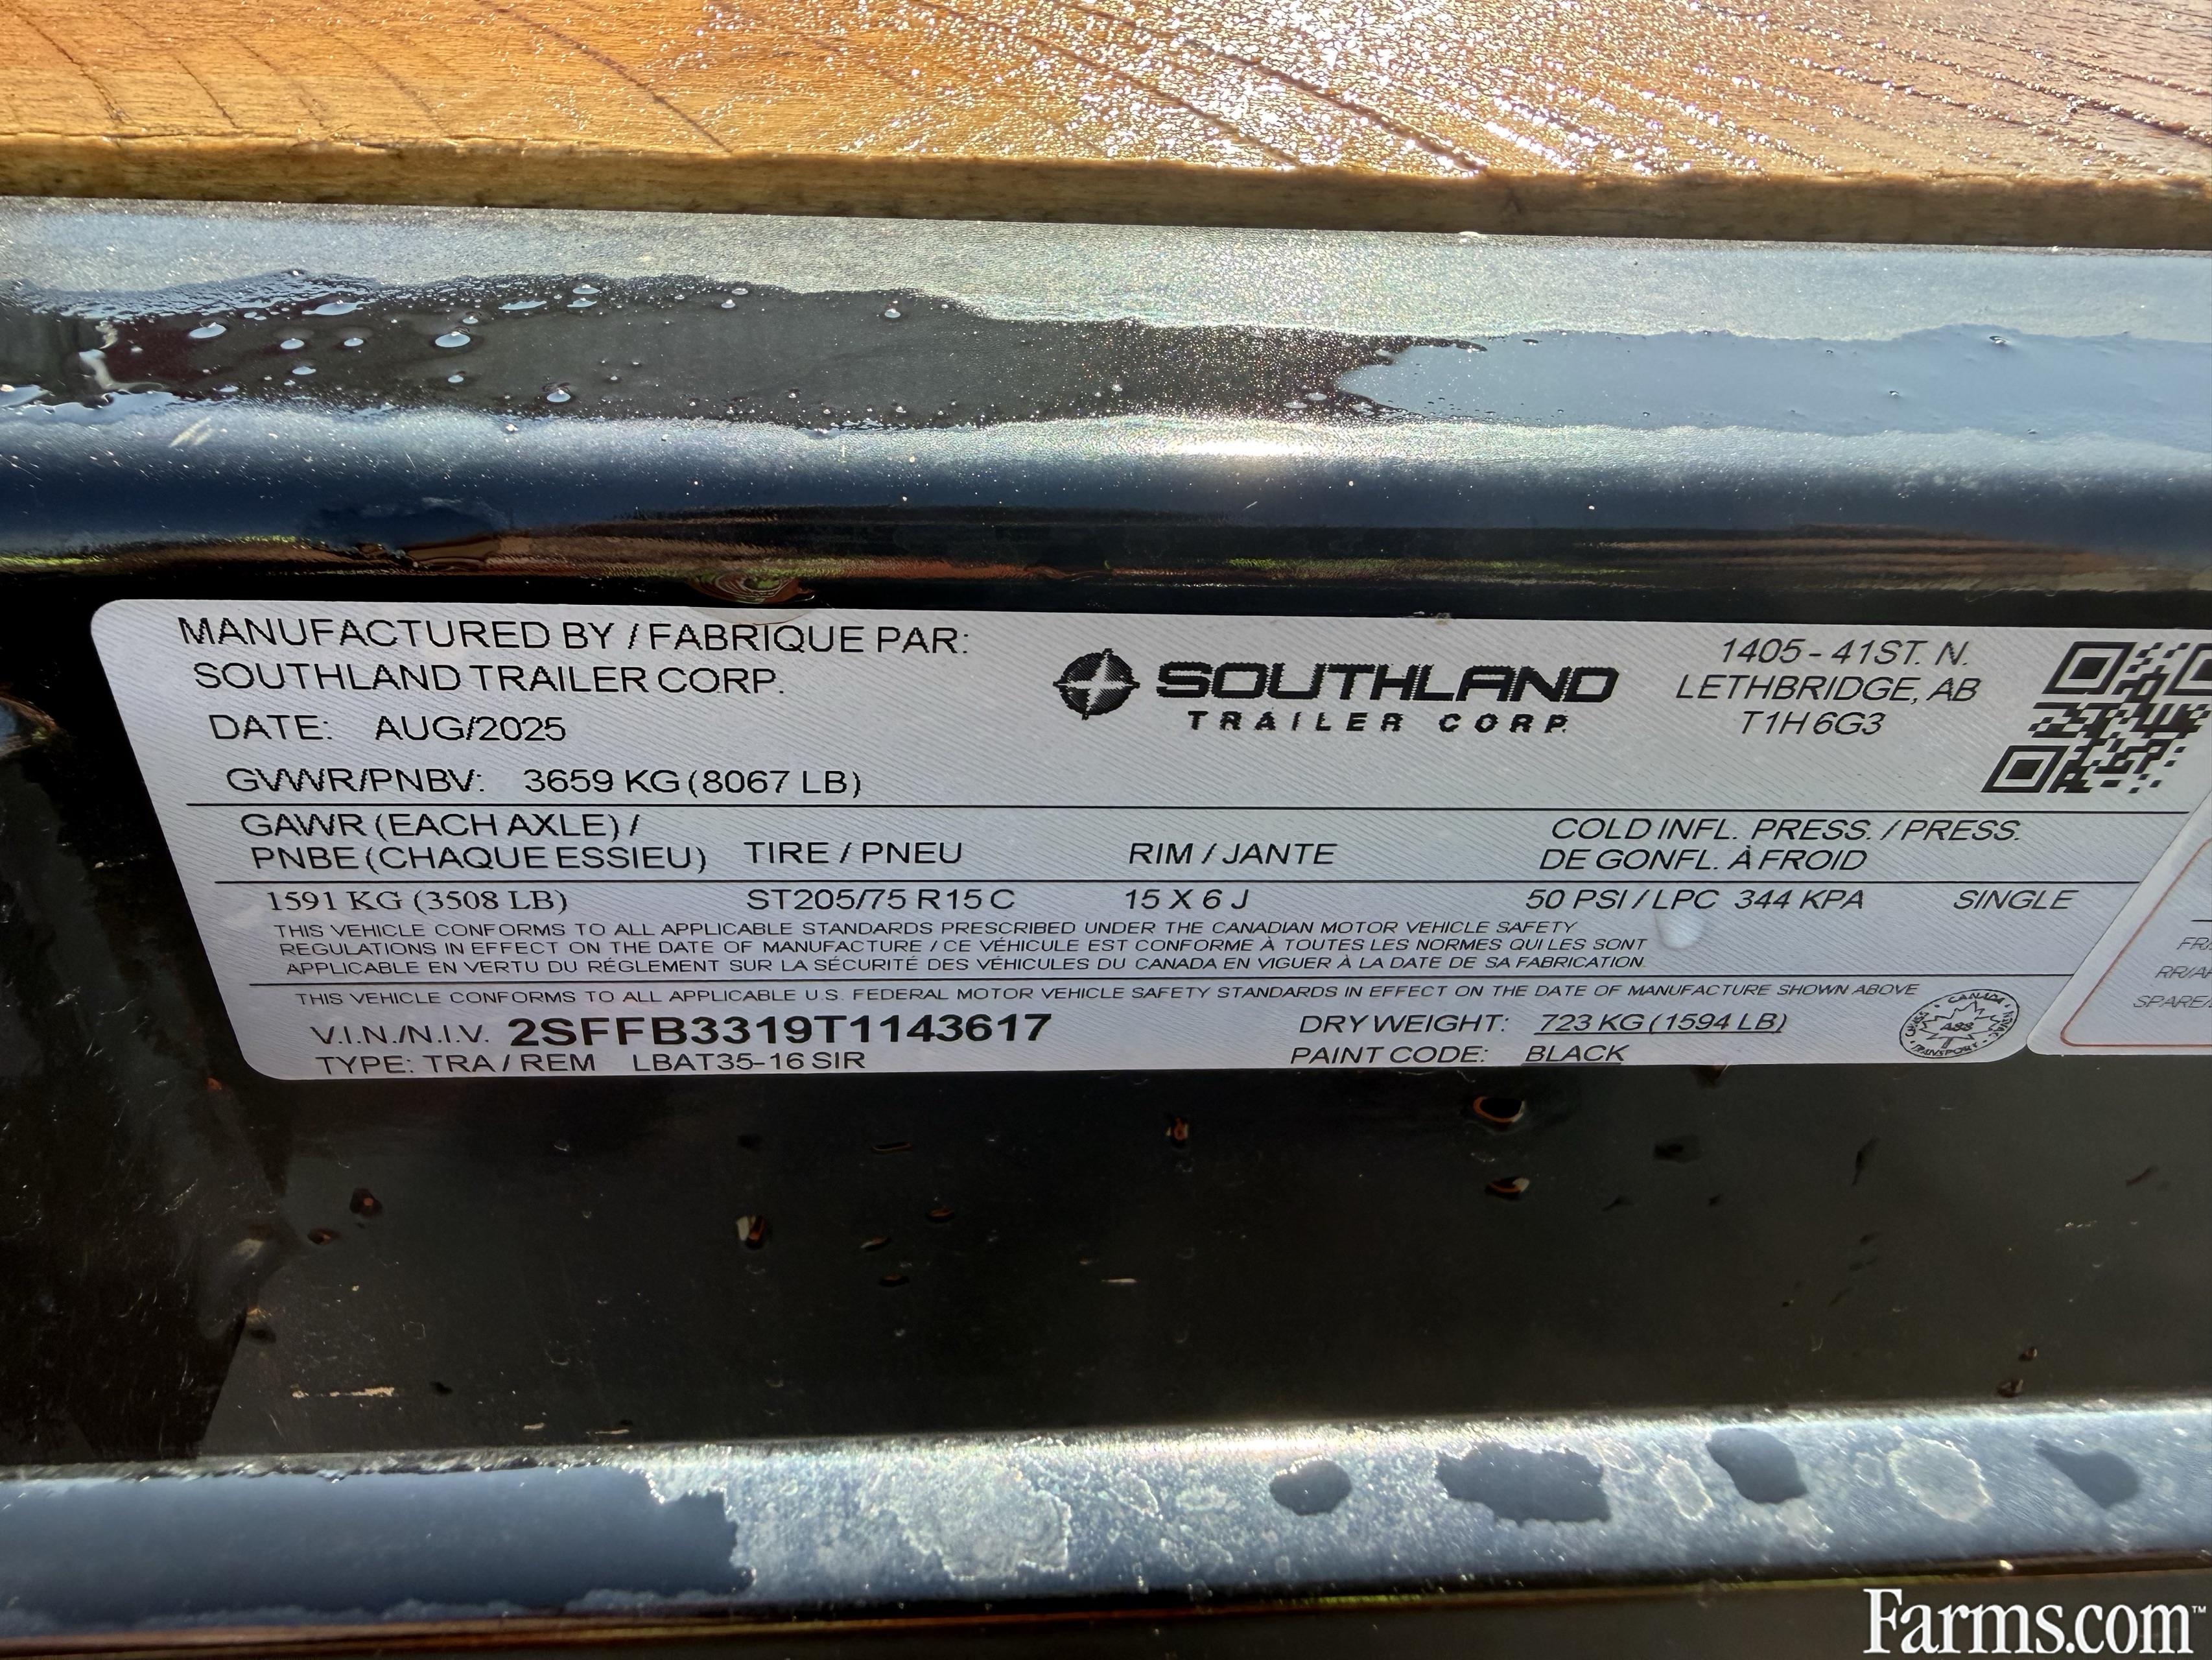 MANUFACTURED BY / FABRIQUE PAR:
SOUTHLAND TRAILER CORP.
DATE: AUG/2025
GVWR/PNBV: 3659 KG (8067 LB)
SOUTHLAND
TRAILER CORP.
1405 - 41ST. N.
LETHBRIDGE, AB
T1H 6G3
GAWR (EACH AXLE) /
PNBE (CHAQUE ESSIEU)
TIRE / PNEU
RIM / JANTE
COLD INFL. PRESS. / PRESS.
DE GONFL. À FROID
1591 KG (3508 LB) ST205/75 R15 C 15 X 6 J 50 PSI / LPC 344 KPA SINGLE
THIS VEHICLE CONFORMS TO ALL APPLICABLE STANDARDS PRESCRIBED UNDER THE CANADIAN MOTOR VEHICLE SAFETY
REGULATIONS IN EFFECT ON THE DATE OF MANUFACTURE / CE VÉHICULE EST CONFORME À TOUTES LES NORMES QUI LES SONT
APPLICABLE EN VERTU DU RÉGLEMENT SUR LA SÉCURITÉ DES VÉHICULES DU CANADA EN VIGUER À LA DATE DE SA FABRICATION.
THIS VEHICLE CONFORMS TO ALL APPLICABLE U.S. FEDERAL MOTOR VEHICLE SAFETY STANDARDS IN EFFECT ON THE DATE OF MANUFACTURE SHOWN ABOVE
V.I.N./N.I.V. 2SFFB3319T1143617
TYPE: TRA / REM LBAT35-16 SIR
DRY WEIGHT: 723 KG (1594 LB)
PAINT CODE: BLACK
CANADA
TRANSPORT
SPARE/
Farms.com™